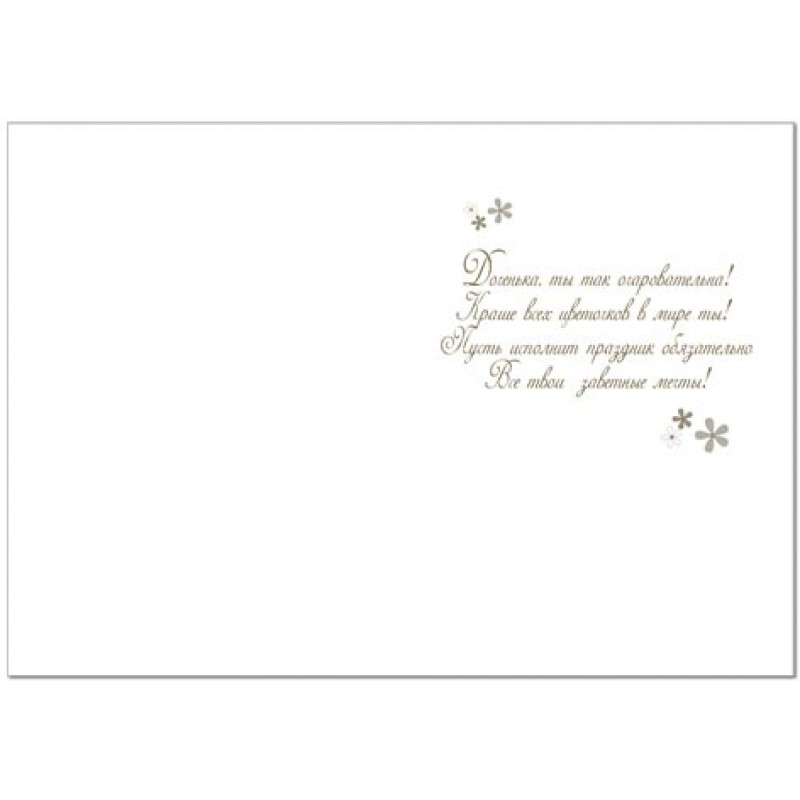 Доченька, ты так очаровательна!
Краше всех цветочков в мире ты!
Пусть исполнит праздник обязательно
Все твои заветные мечты!